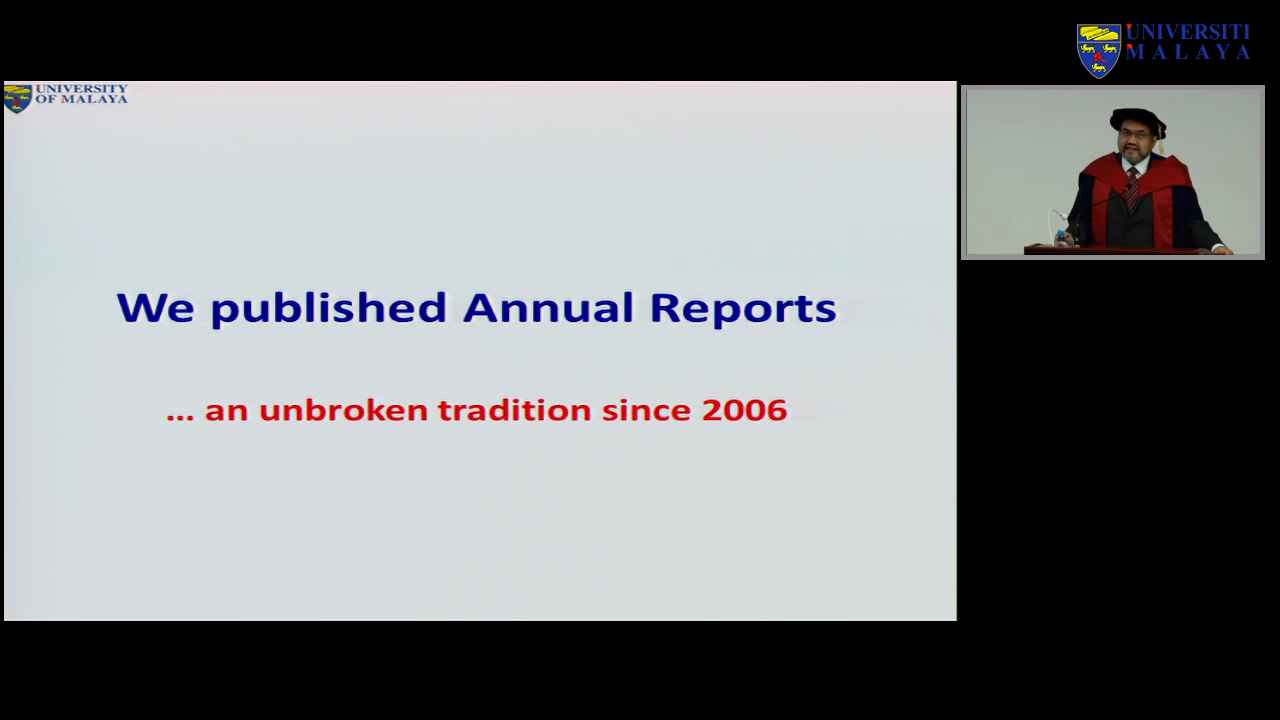 UNIVERSITI
MALAYA
UNIVERSITY
OF MALAYA
We published Annual Reports
... an unbroken tradition since 2006